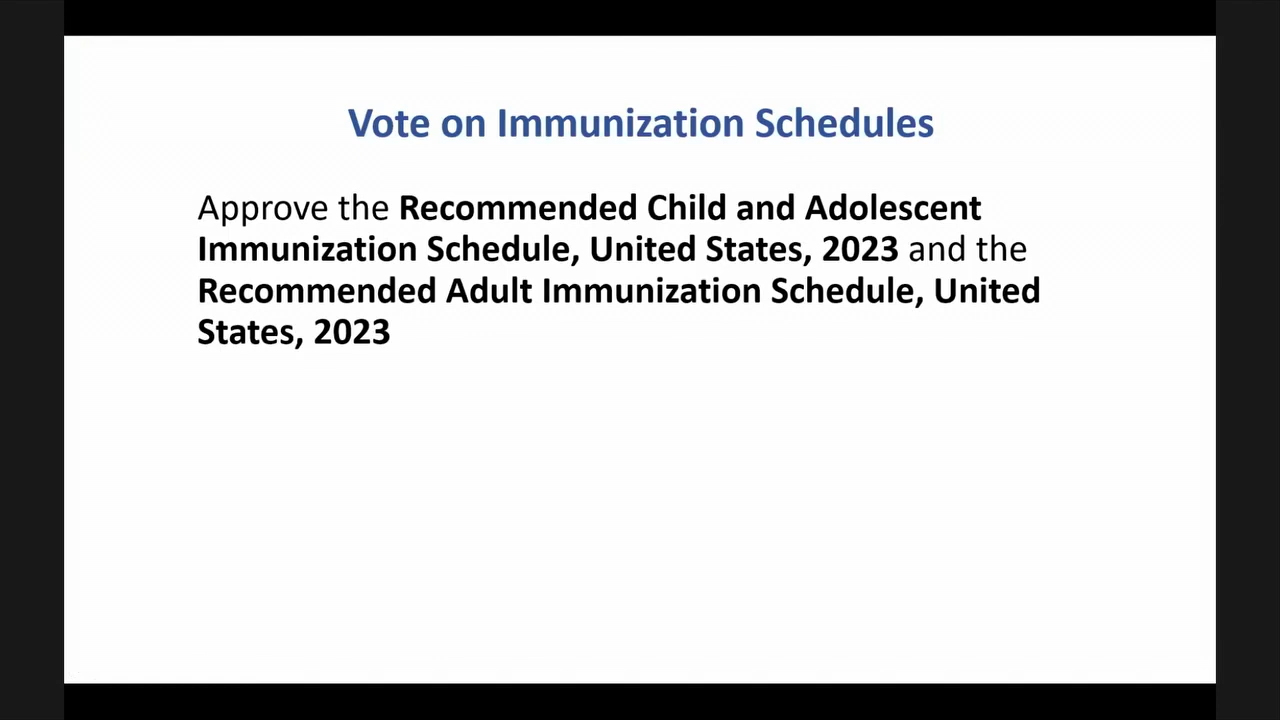 Vote on Immunization Schedules
Approve the Recommended Child and Adolescent
Immunization Schedule, United States, 2023 and the
Recommended Adult Immunization Schedule, United
States, 2023